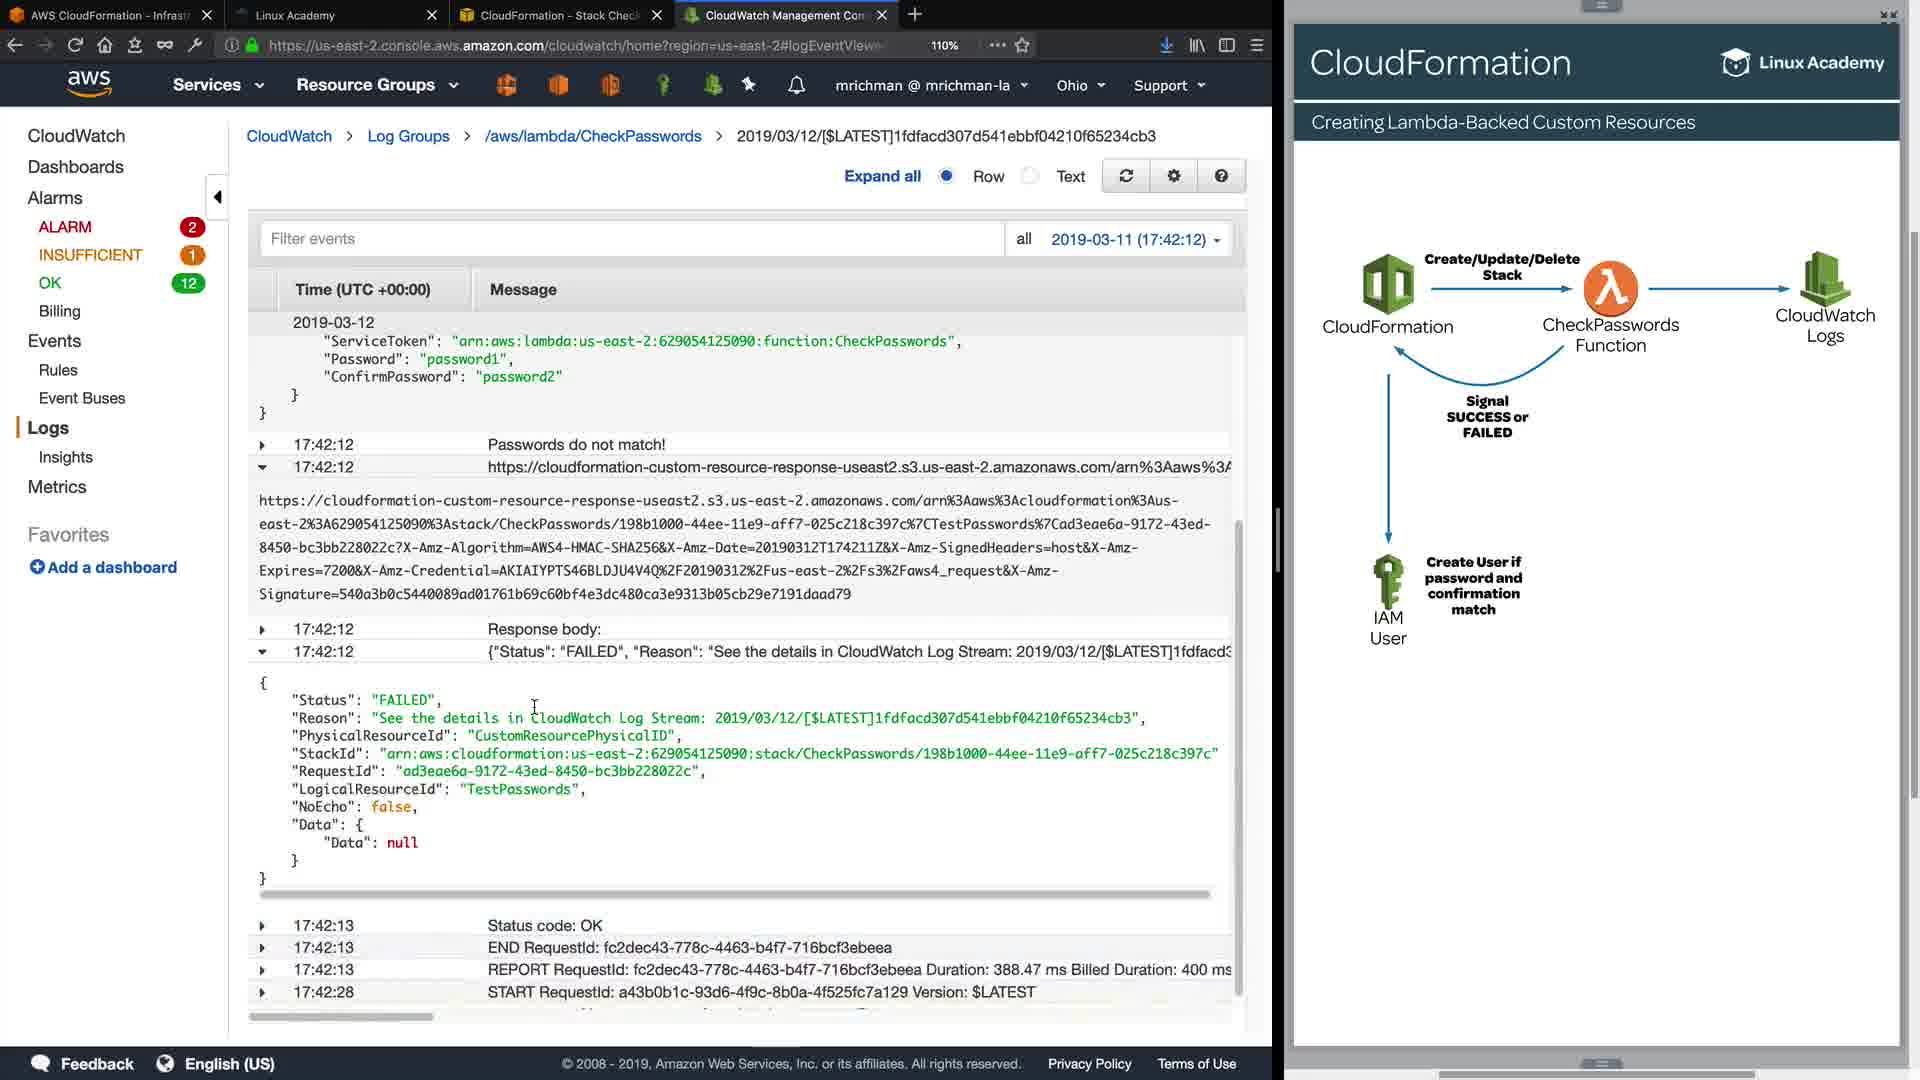 AWS CloudFormation - Infrast
Linux Academy
CloudFormation - Stack Chec
CloudWatch Management Con
https://us-east-2.console.aws.amazon.com/cloudwatch/home?region=us-east-2#logEventViewe
110%
aws
Services
Resource Groups
mrichman @ mrichman-la
Ohio
Support
CloudWatch
Dashboards
Alarms
ALARM 2
INSUFFICIENT 1
OK 12
Billing
Events
Rules
Event Buses
Logs
Insights
Metrics
Favorites
Add a dashboard
CloudWatch > Log Groups > /aws/lambda/CheckPasswords > 2019/03/12/[$LATEST]1fdfacd307d541ebbf04210f65234cb3
Expand all Row Text
Filter events
all 2019-03-11 (17:42:12)
Time (UTC +00:00) Message
2019-03-12
"ServiceToken": "arn:aws:lambda:us-east-2:629054125090:function:CheckPasswords",
"Password": "password1",
"ConfirmPassword": "password2"
}
}
17:42:12 Passwords do not match!
17:42:12 https://cloudformation-custom-resource-response-useast2.s3.us-east-2.amazonaws.com/arn%3Aaws%3A
https://cloudformation-custom-resource-response-useast2.s3.us-east-2.amazonaws.com/arn%3Aaws%3Acloudformation%3Aus-
east-2%3A629054125090%3Astack/CheckPasswords/198b1000-44ee-11e9-aff7-025c218c397c%7CTestPasswords%7Cad3eae6a-9172-43ed-
8450-bc3bb228022c?X-Amz-Algorithm=AWS4-HMAC-SHA256&X-Amz-Date=20190312T174211Z&X-Amz-SignedHeaders=host&X-Amz-
Expires=7200&X-Amz-Credential=AKIAIYPTS46BLDJU4V4Q%2F20190312%2Fus-east-2%2Fs3%2Faws4_request&X-Amz-
Signature=540a3b0c5440089ad01761b69c60bf4e3dc480ca3e9313b05cb29e7191daad79
17:42:12 Response body:
17:42:12 {"Status": "FAILED", "Reason": "See the details in CloudWatch Log Stream: 2019/03/12/[$LATEST]1fdfacd3
{
"Status": "FAILED",
"Reason": "See the details in CloudWatch Log Stream: 2019/03/12/[$LATEST]1fdfacd307d541ebbf04210f65234cb3",
"PhysicalResourceId": "CustomResourcePhysicalID",
"StackId": "arn:aws:cloudformation:us-east-2:629054125090:stack/CheckPasswords/198b1000-44ee-11e9-aff7-025c218c397c"
"RequestId": "ad3eae6a-9172-43ed-8450-bc3bb228022c",
"LogicalResourceId": "TestPasswords",
"NoEcho": false,
"Data": {
"Data": null
}
}
17:42:13 Status code: OK
17:42:13 END RequestId: fc2dec43-778c-4463-b4f7-716bcf3ebeea
17:42:13 REPORT RequestId: fc2dec43-778c-4463-b4f7-716bcf3ebeea Duration: 388.47 ms Billed Duration: 400 ms
17:42:28 START RequestId: a43b0b1c-93d6-4f9c-8b0a-4f525fc7a129 Version: $LATEST
Feedback
English (US)
© 2008 - 2019, Amazon Web Services, Inc. or its affiliates. All rights reserved.
Privacy Policy
Terms of Use
CloudFormation
Linux Academy
Creating Lambda-Backed Custom Resources
Create/Update/Delete
Stack
CloudFormation
CheckPasswords
Function
CloudWatch
Logs
Signal
SUCCESS or
FAILED
Create User if
password and
confirmation
match
IAM
User